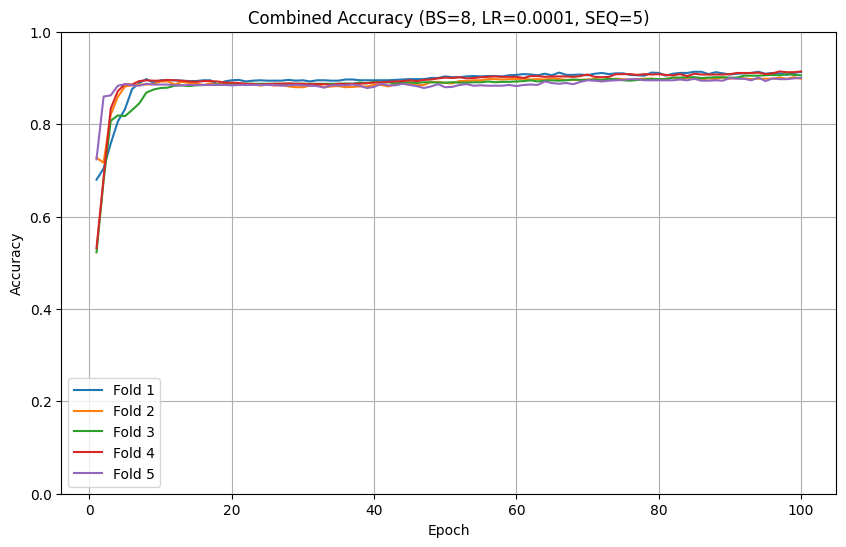 Combined Accuracy (BS=8, LR=0.0001, SEQ=5)
1.0
0.8
0.6
0.4
0.2
0.0
Accuracy
Fold 1
Fold 2
Fold 3
Fold 4
Fold 5
0 20 40 60 80 100
Epoch